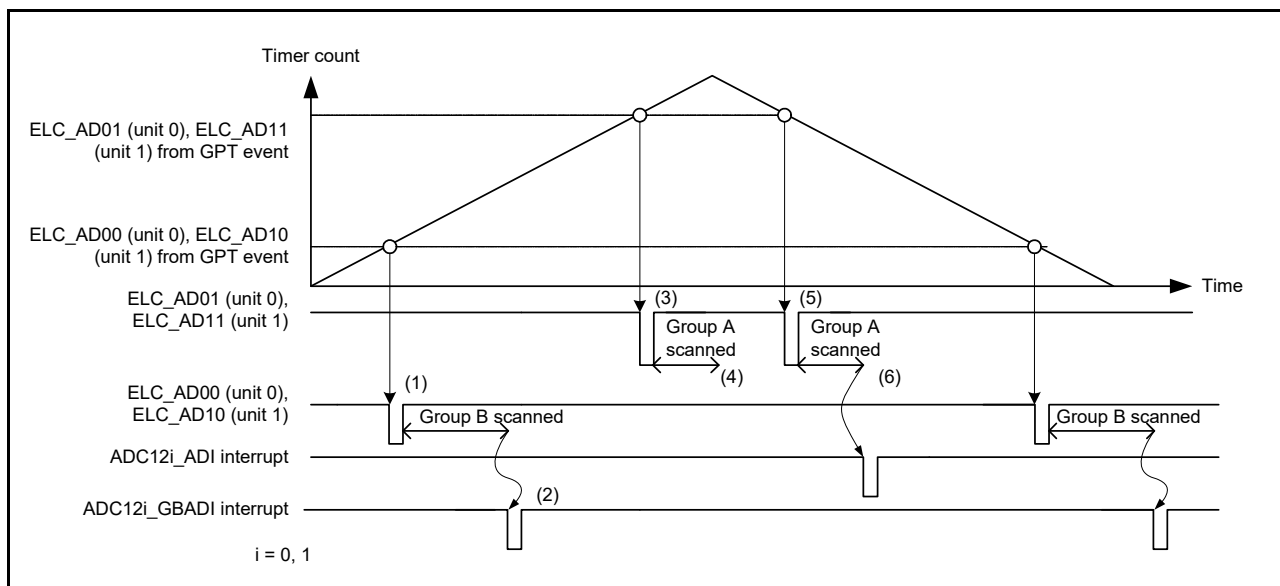 Timer count
ELC_AD01 (unit 0), ELC_AD11
(unit 1) from GPT event
ELC_AD00 (unit 0), ELC_AD10
(unit 1) from GPT event
Time
ELC_AD01 (unit 0),
ELC_AD11 (unit 1)
(3)
Group A
scanned
(4)
(5)
Group A
scanned
(6)
ELC_AD00 (unit 0),
ELC_AD10 (unit 1)
(1)
Group B scanned
Group B scanned
ADC12i_ADI interrupt
ADC12i_GBADI interrupt
(2)
i = 0, 1